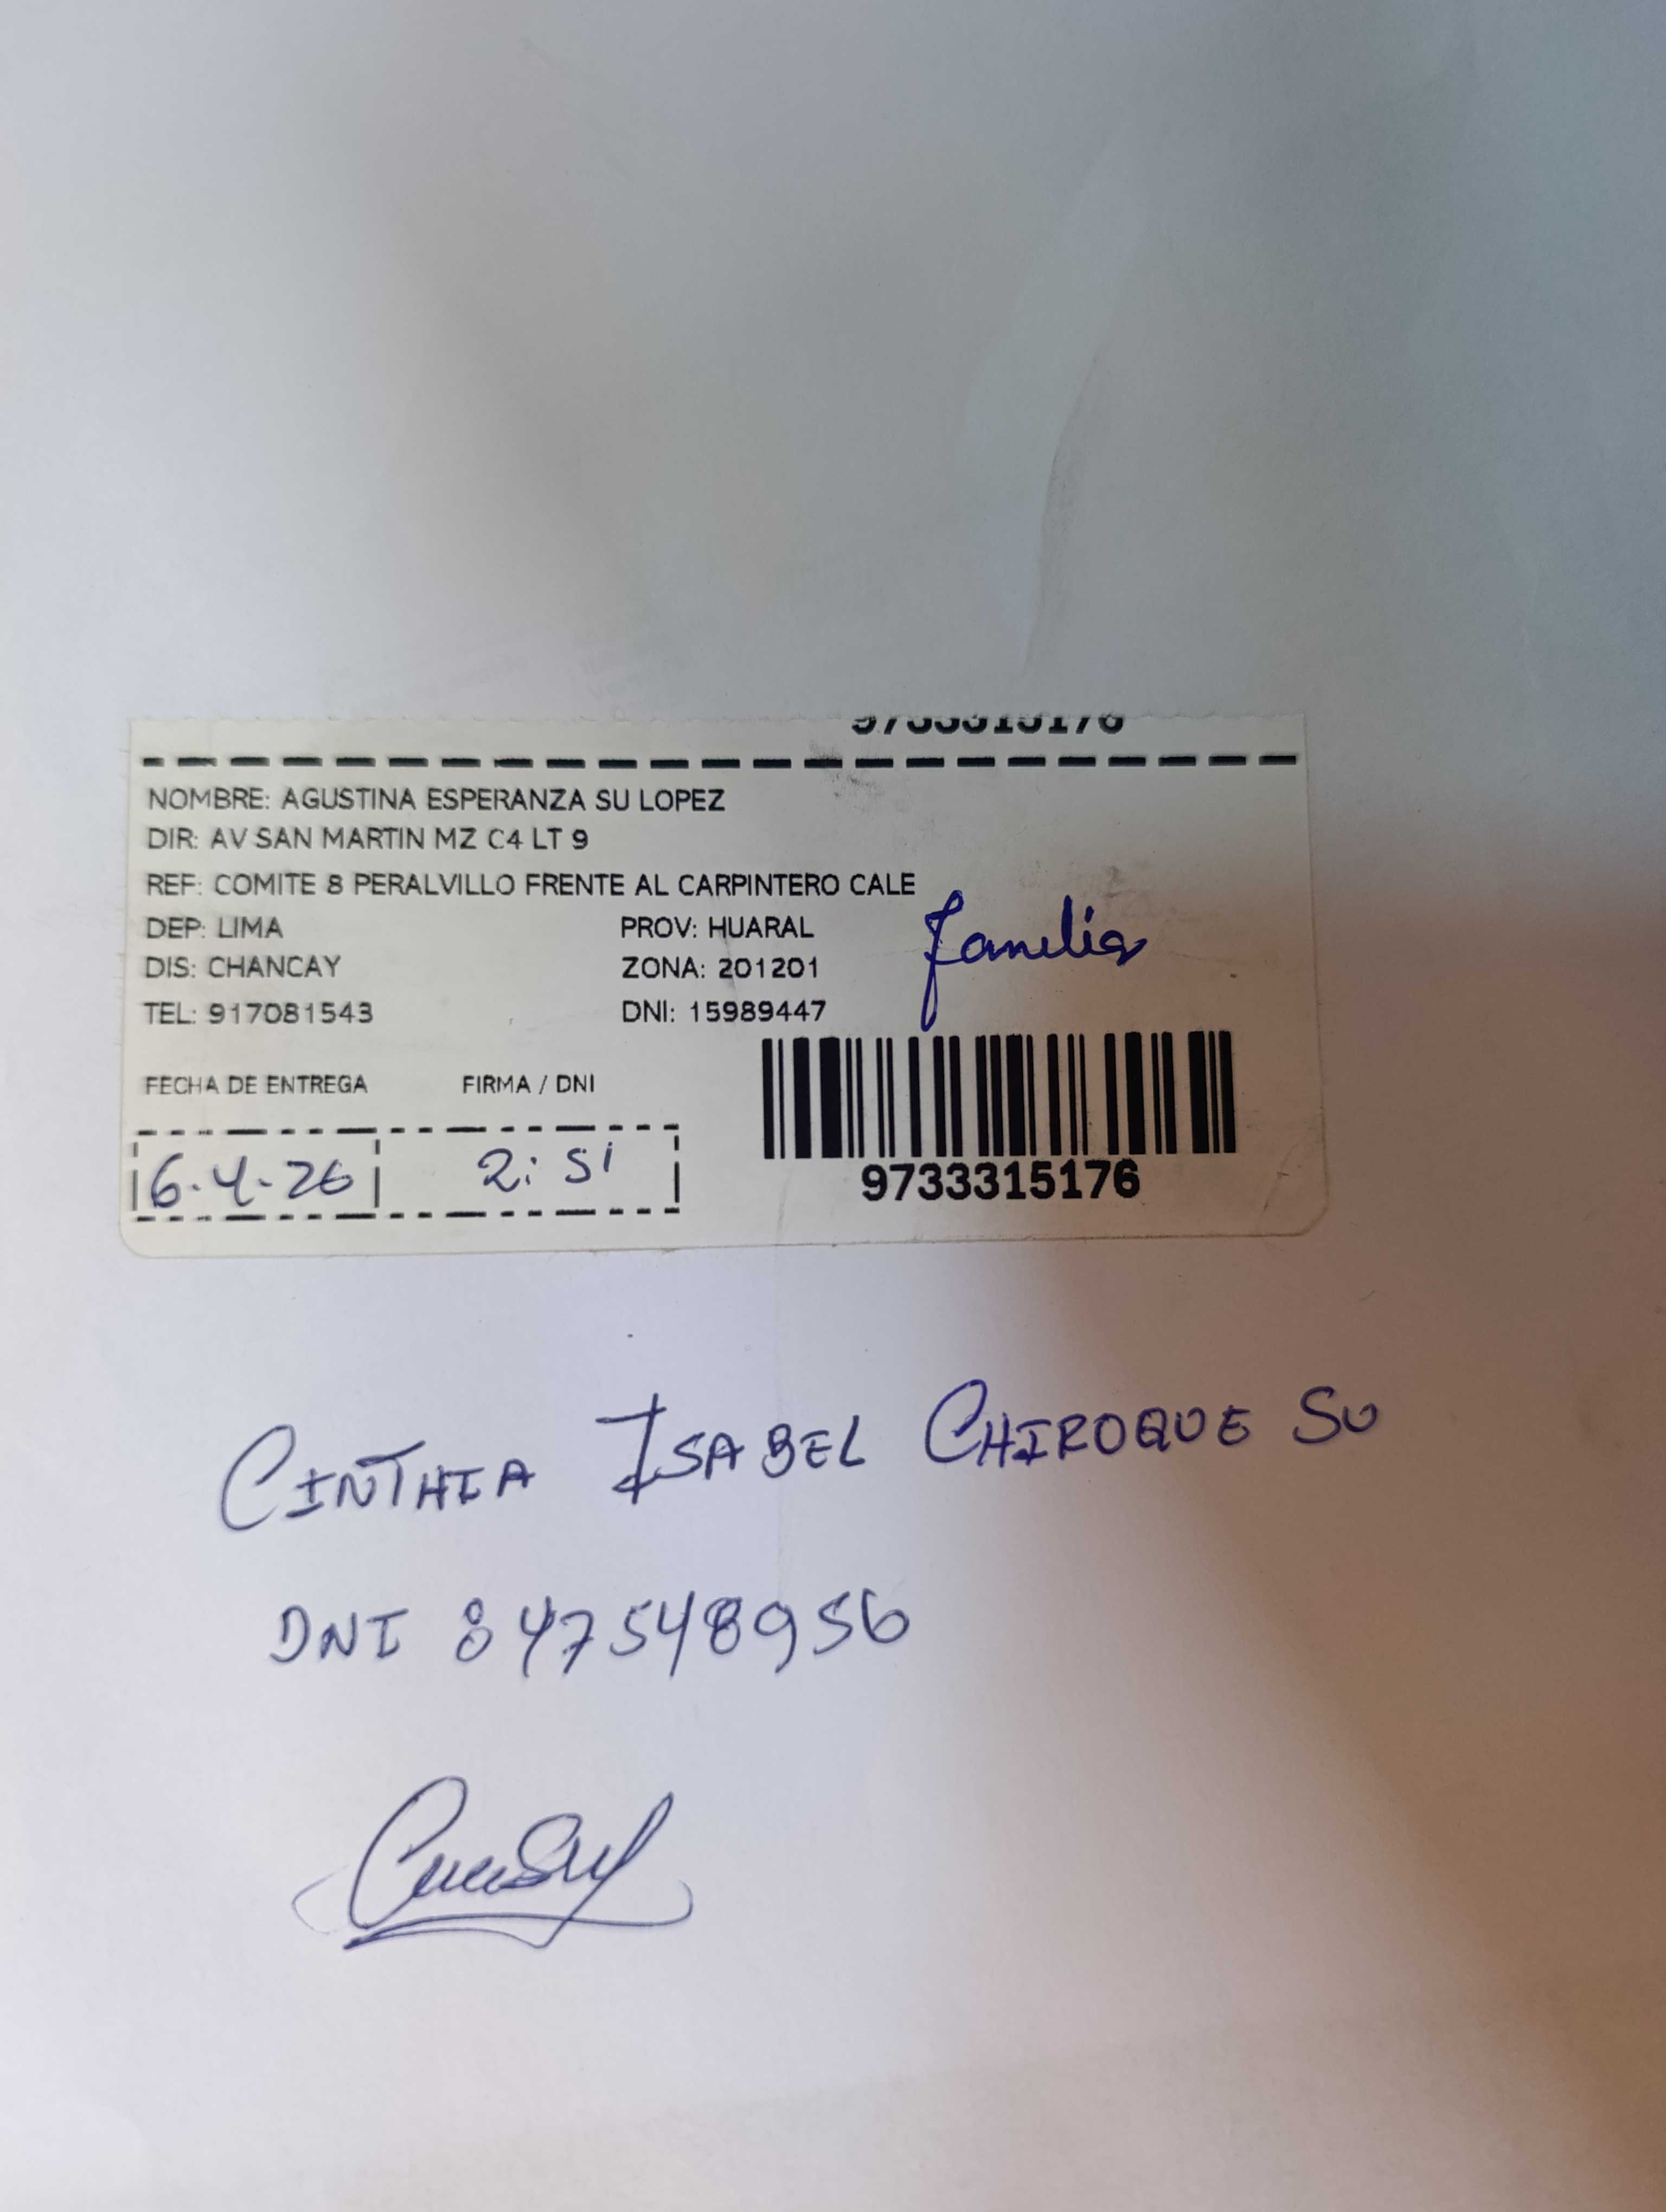 9733315176
NOMBRE: AGUSTINA ESPERANZA SU LOPEZ
DIR: AV SAN MARTIN MZ C4 LT 9
REF: COMITE 8 PERALVILLO FRENTE AL CARPINTERO CALE
DEP: LIMA PROV: HUARAL
familia
DIS: CHANCAY ZONA: 201201
TEL: 917081543 DNI: 15989447
FECHA DE ENTREGA FIRMA / DNI
6-4-26 2:51
9733315176
CINTHIA ISABEL CHIROQUE SU
DNI 847548956